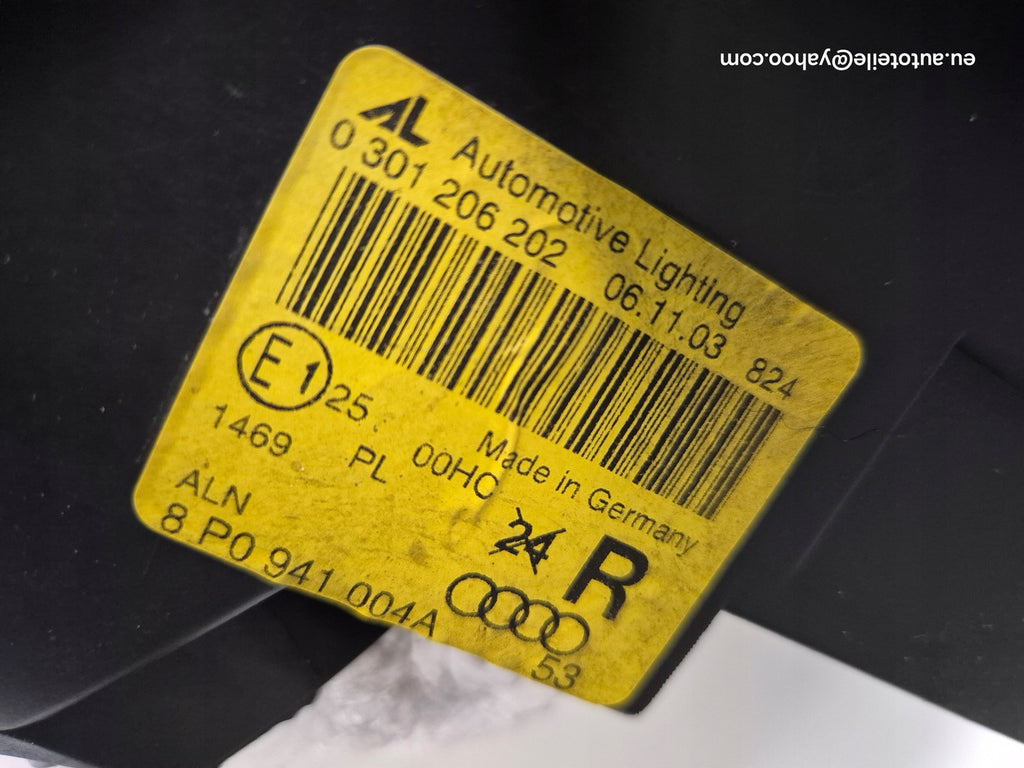 eu.autoteile@yahoo.com
AL Automotive Lighting
0 301 206 202 06.11.03 824
E1 25
Made in Germany
1469 PL 00HC
24 R
ALN
8 P0 941 004A
53